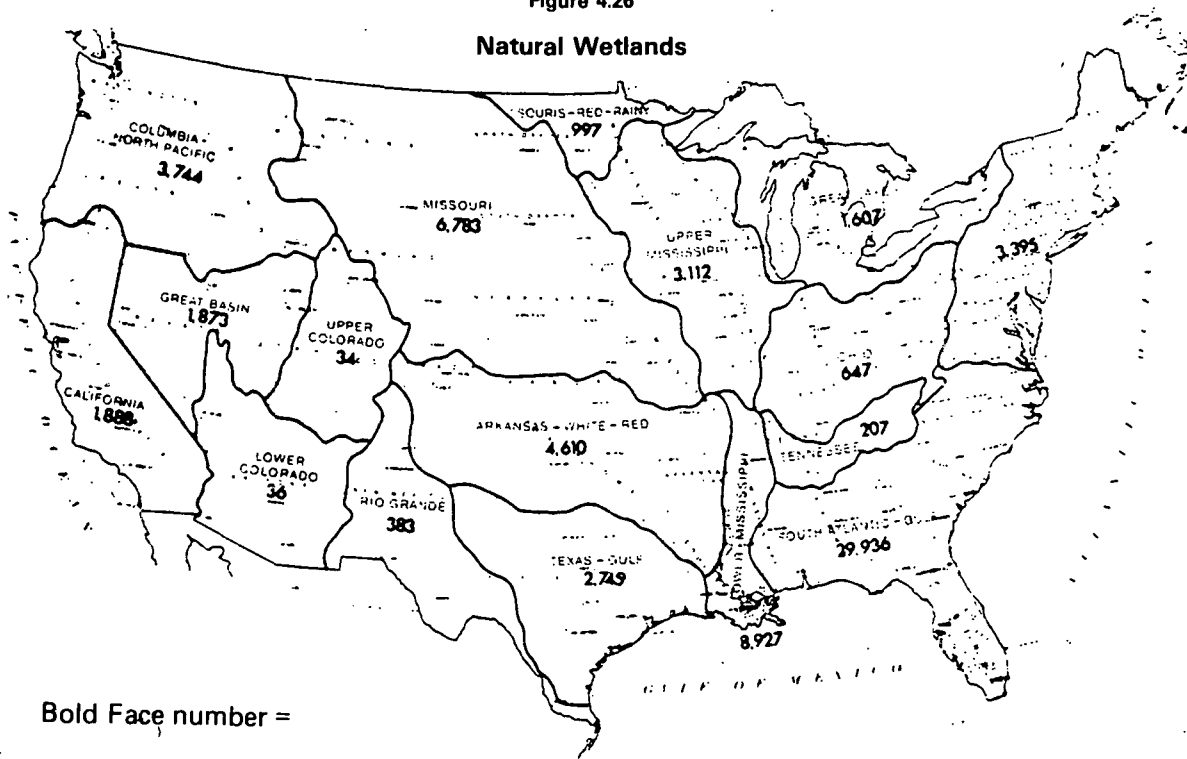 Figure 4.26
Natural Wetlands
SOURIS-RED-RAINY
997
COLUMBIA-
NORTH PACIFIC
3,744
MISSOURI
6,783
1,607
UPPER
MISSISSIPPI
3,112
3,395
GREAT BASIN
1,873
UPPER
COLORADO
34
OHIO
647
CALIFORNIA
1,888
ARKANSAS-WHITE-RED
4,610
207
TENNESSEE
LOWER
COLORADO
36
RIO GRANDE
383
LOWER MISSISSIPPI
SOUTH ATLANTIC-GULF
29,936
TEXAS-GULF
2,749
8,927
GULF OF MEXICO
Bold Face number =